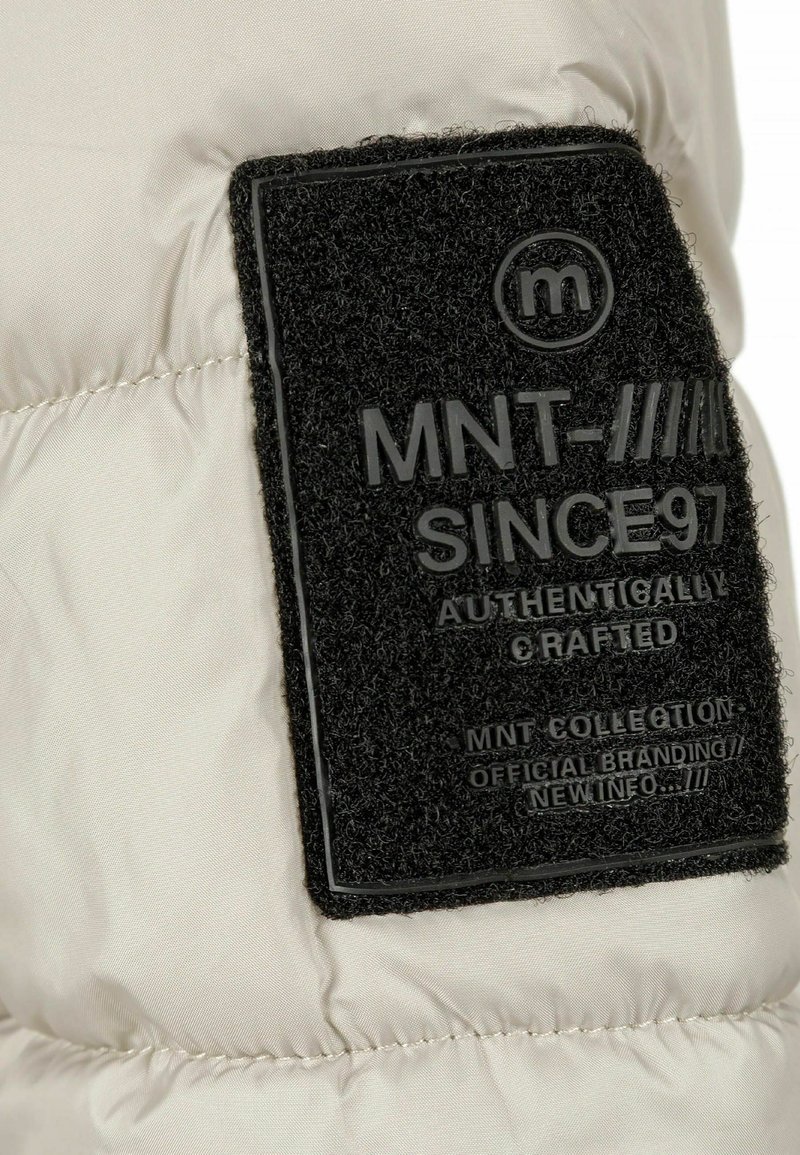 m
MNT-//////
SINCE97
AUTHENTICALLY
CRAFTED
-MNT COLLECTION-
OFFICIAL BRANDING//
NEW INFO...///